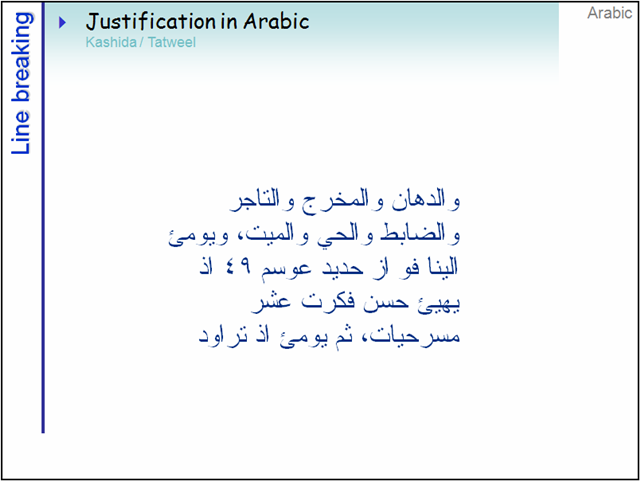 Arabic
Line breaking
Justification in Arabic
Kashida / Tatweel
والدهان والمخرج والتاجر
والضابط والحي والميت، ويومئ
الينا فو از حديد عوسم ٤٩ اذ
يهيئ حسن فكرت عشر
مسرحيات، ثم يومئ اذ تراود